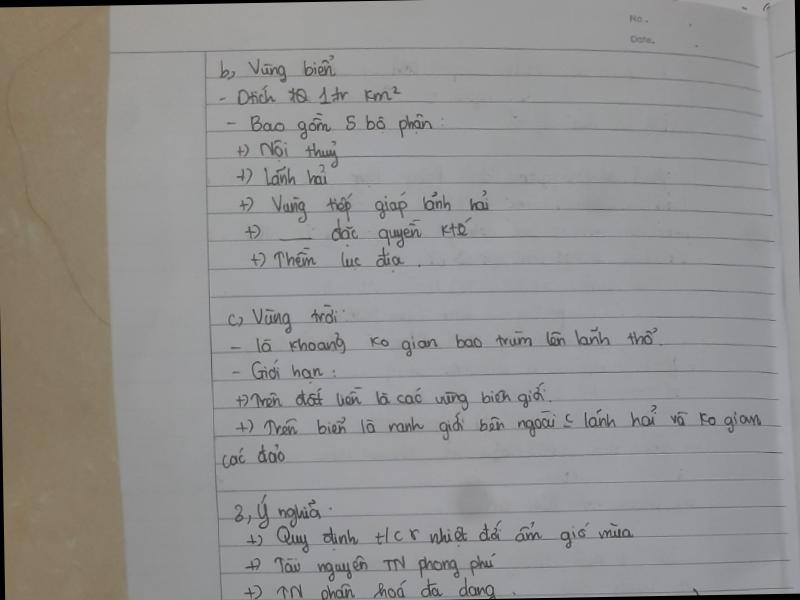 No.
Date.
b, Vùng biển
- Dtích tQ 1tr km²
- Bao gồm 5 bộ phận:
+) Nội thuỷ
+) Lãnh hải
+) Vùng tiếp giáp lãnh hải
+) ___ đặc quyền ktế
+) Thềm lục địa.
c, Vùng trời:
- là khoảng ko gian bao trùm lên lãnh thổ.
- Giới hạn:
+) Trên đất liền là các vùng biên giới.
+) Trên biển là ranh giới bên ngoài lãnh hải và ko gian
các đảo
3, Ý nghĩa.
+) Quy định t/c nhiệt đới ẩm gió mùa
+) Tài nguyên TN phong phú
+) TN phân hoá đa dạng.